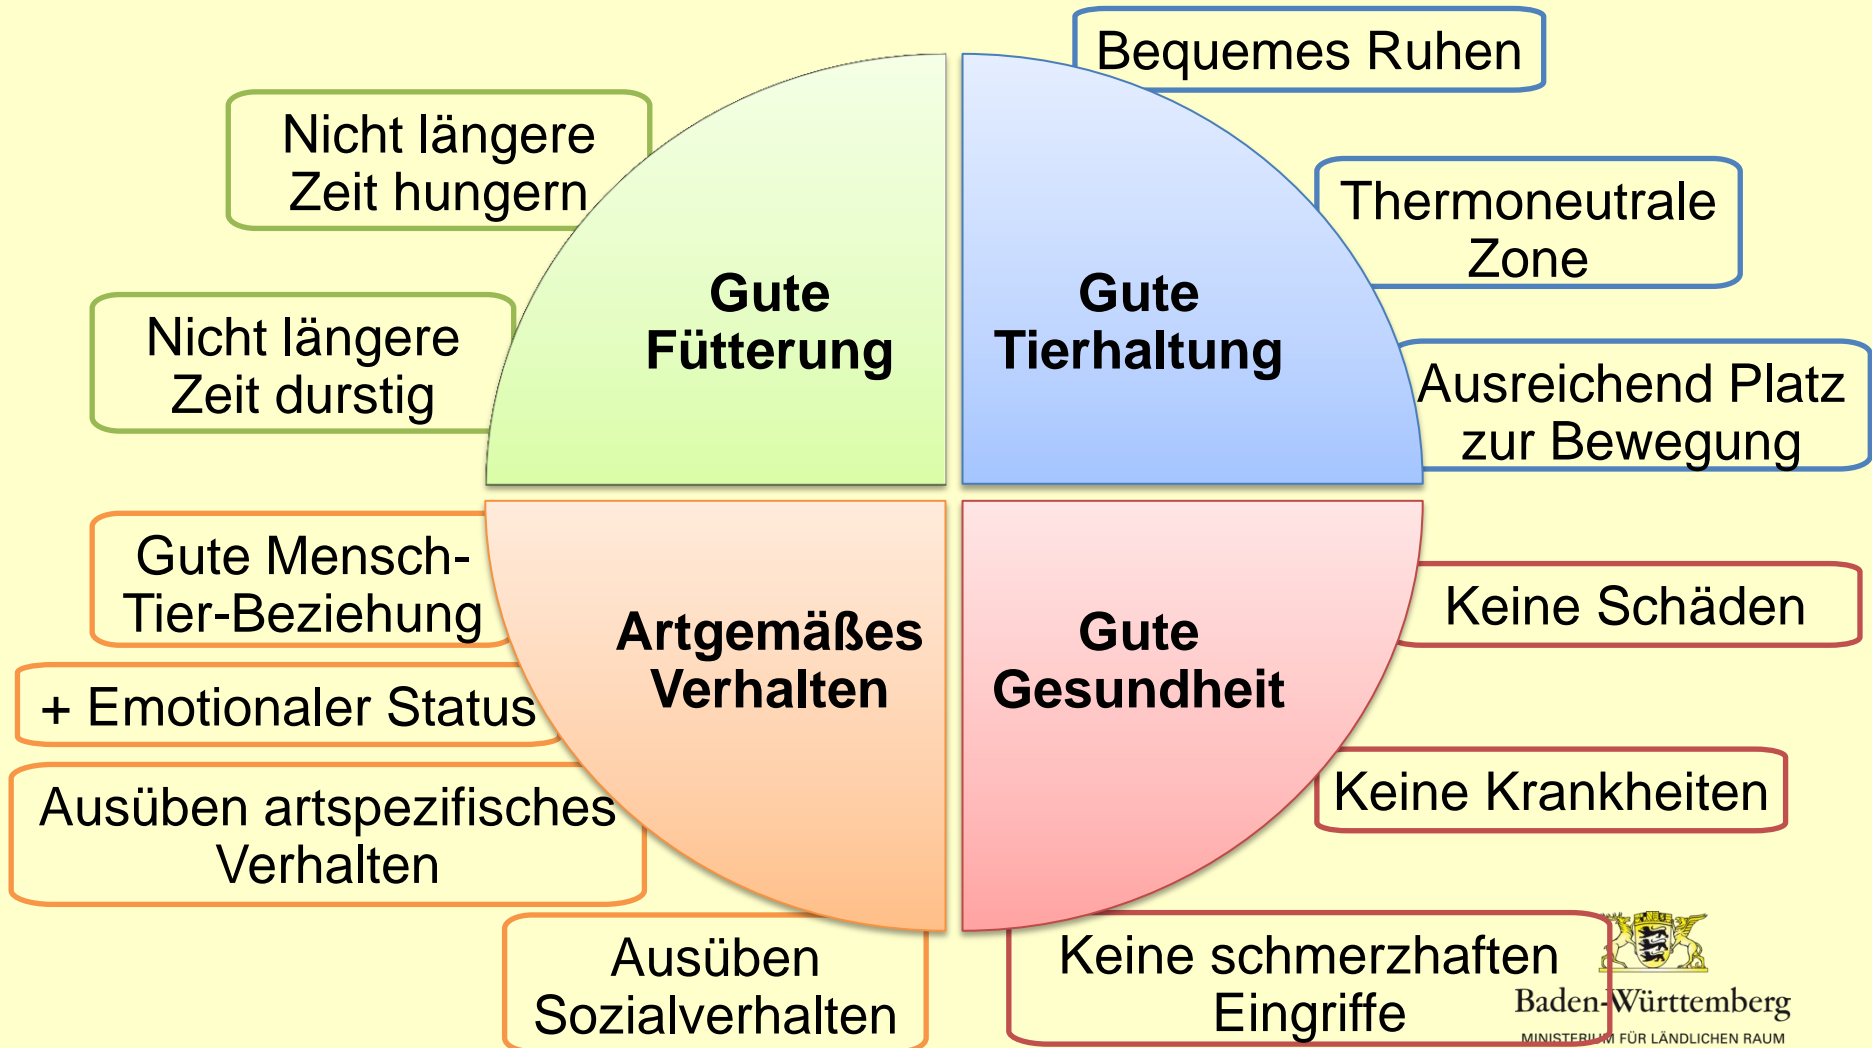 Bequemes Ruhen
Nicht längere
Zeit hungern
Thermoneutrale
Zone
Gute
Fütterung
Gute
Tierhaltung
Nicht längere
Zeit durstig
Ausreichend Platz
zur Bewegung
Gute Mensch-
Tier-Beziehung
Keine Schäden
Artgemäßes
Verhalten
Gute
Gesundheit
+ Emotionaler Status
Ausüben artspezifisches
Verhalten
Keine Krankheiten
Ausüben
Sozialverhalten
Keine schmerzhaften
Eingriffe
Baden-Württemberg
MINISTERIUM FÜR LÄNDLICHEN RAUM